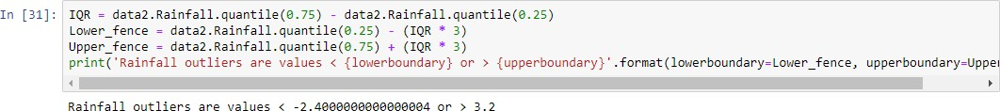 In [31]: IQR = data2.Rainfall.quantile(0.75) - data2.Rainfall.quantile(0.25)
Lower_fence = data2.Rainfall.quantile(0.25) - (IQR * 3)
Upper_fence = data2.Rainfall.quantile(0.75) + (IQR * 3)
print('Rainfall outliers are values < {lowerboundary} or > {upperboundary}'.format(lowerboundary=Lower_fence, upperboundary=Upper
Rainfall outliers are values < -2.4000000000000004 or > 3.2